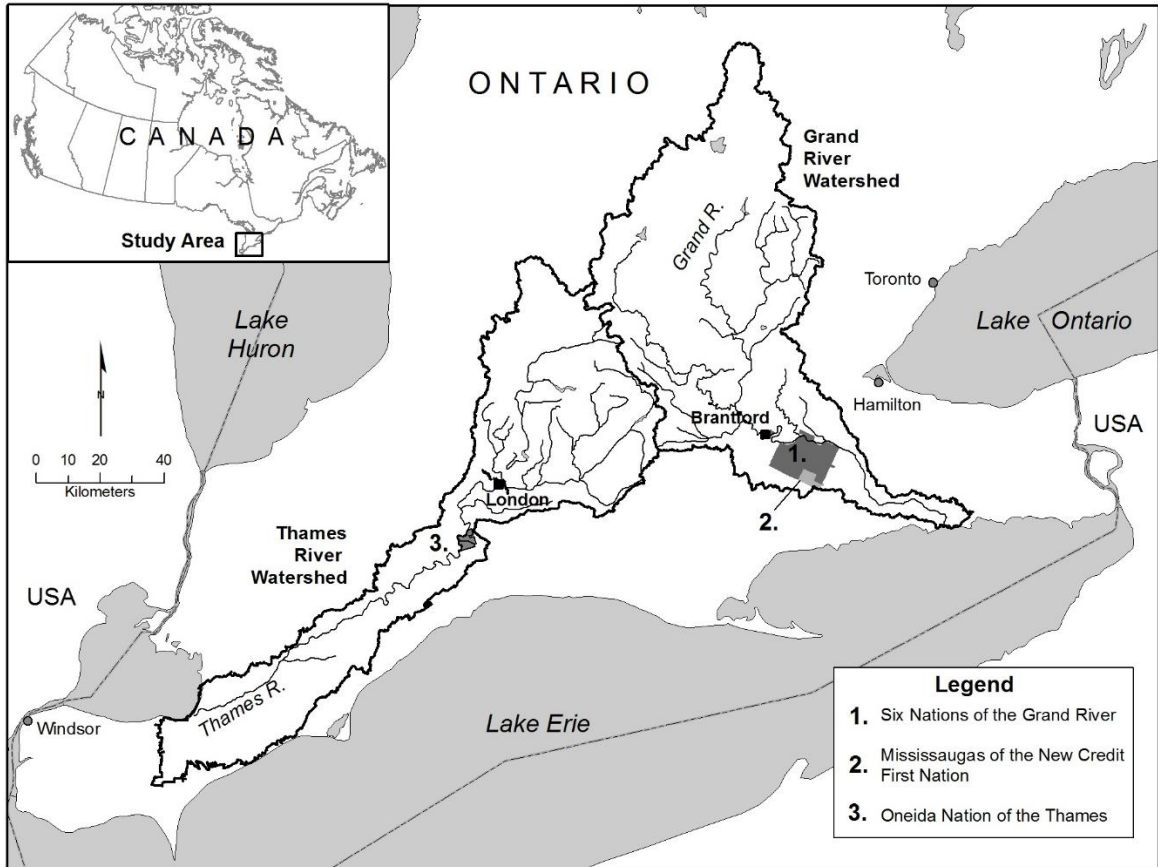 CANADA
Study Area
ONTARIO
Grand
River
Watershed
Grand R.
Toronto
Lake
Huron
Lake Ontario
N
Hamilton
USA
Brantford
0 10 20 40
Kilometers
1.
London
2.
Thames
River
Watershed
3.
USA
Thames R.
Windsor
Lake Erie
Legend
1. Six Nations of the Grand River
2. Mississaugas of the New Credit
First Nation
3. Oneida Nation of the Thames